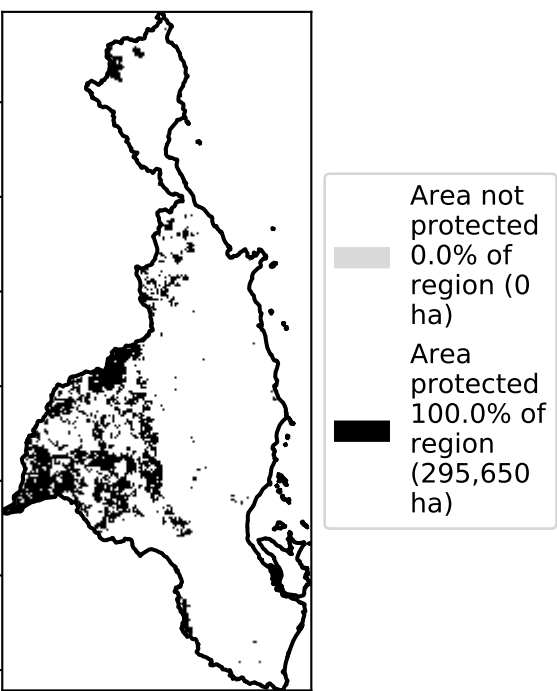 Area not
protected
0.0% of
region (0
ha)
Area
protected
100.0% of
region
(295,650
ha)